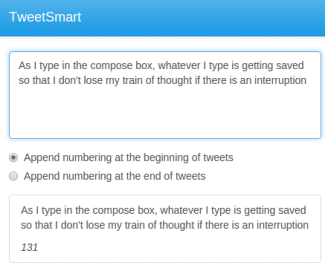 TweetSmart
As I type in the compose box, whatever I type is getting saved
so that I don't lose my train of thought if there is an interruption
Append numbering at the beginning of tweets
Append numbering at the end of tweets
As I type in the compose box, whatever I type is getting saved
so that I don't lose my train of thought if there is an interruption
131